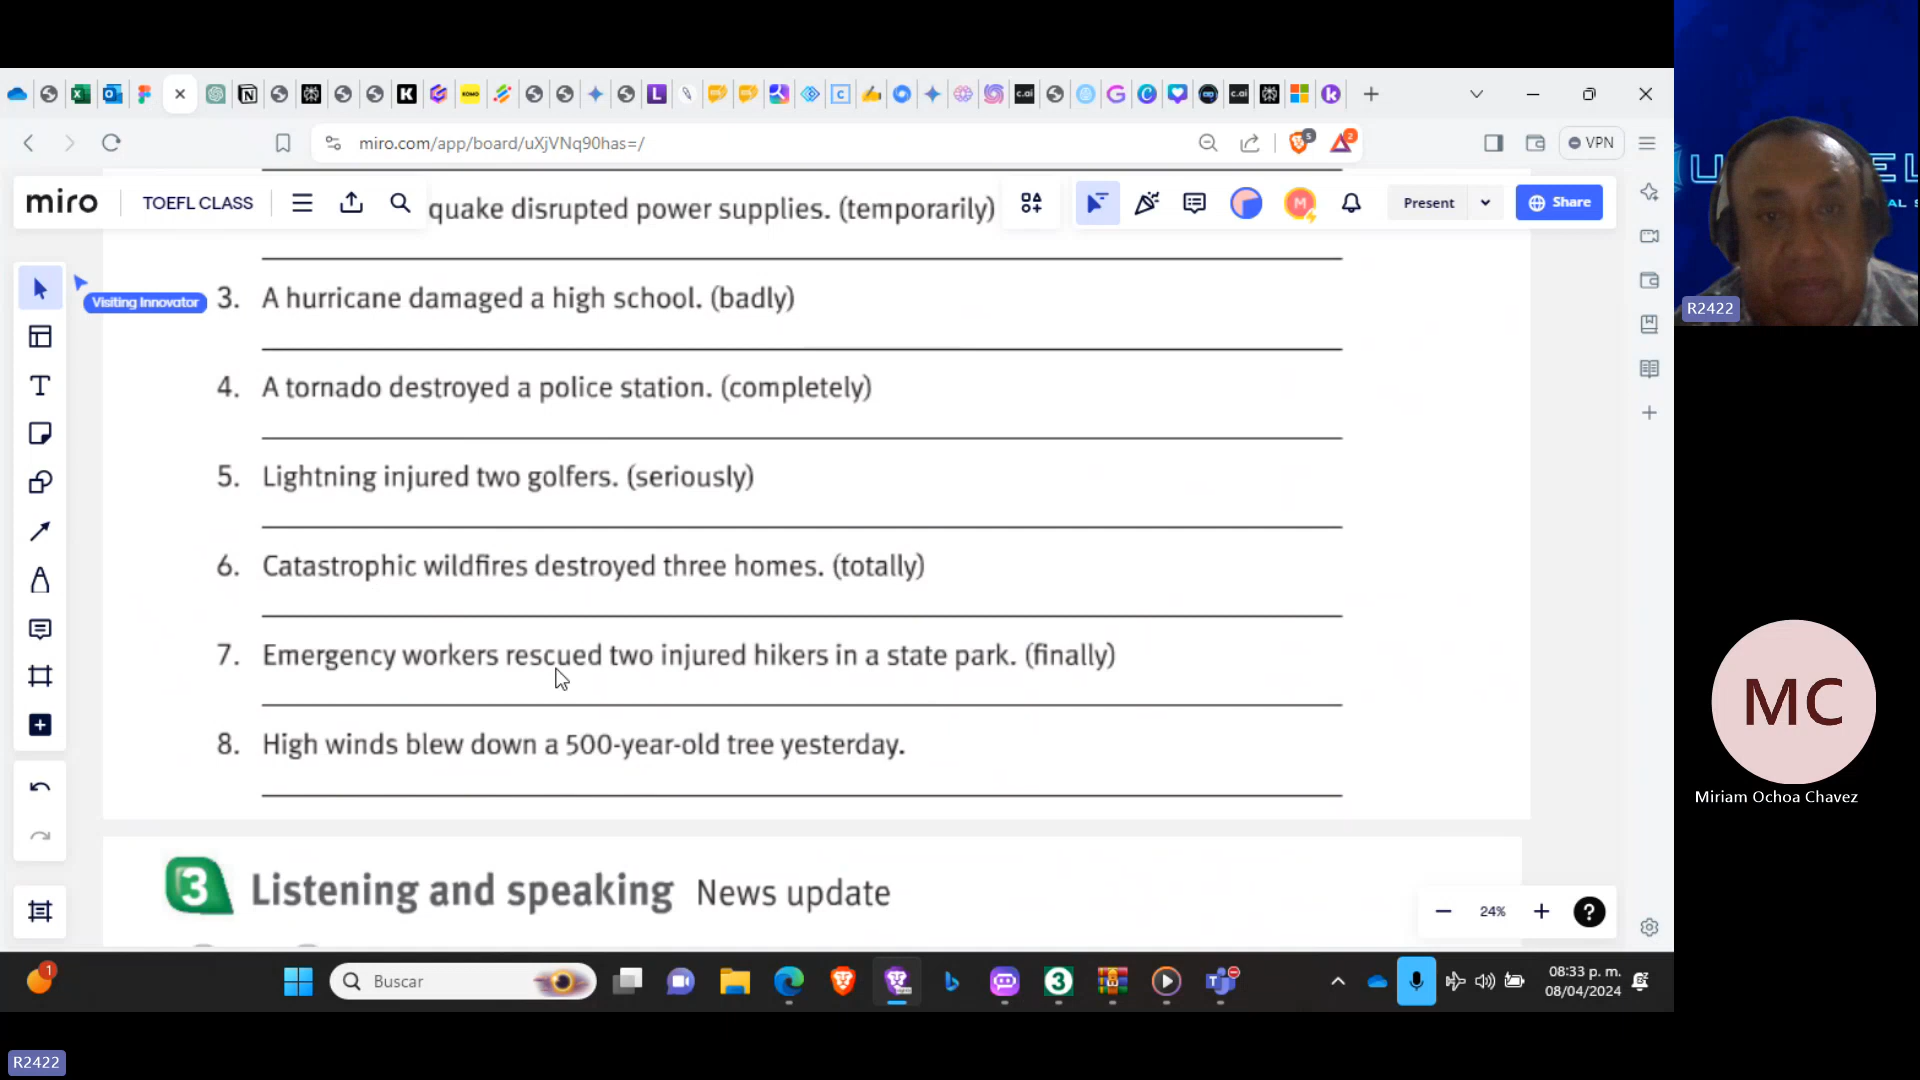 miro.com/app/board/uXjVNq90has=/
VPN
miro
TOEFL CLASS
quake disrupted power supplies. (temporarily)
Present
Share
Visiting Innovator
3. A hurricane damaged a high school. (badly)
4. A tornado destroyed a police station. (completely)
5. Lightning injured two golfers. (seriously)
6. Catastrophic wildfires destroyed three homes. (totally)
7. Emergency workers rescued two injured hikers in a state park. (finally)
8. High winds blew down a 500-year-old tree yesterday.
3 Listening and speaking News update
24%
Buscar
08:33 p. m.
08/04/2024
R2422
MC
Miriam Ochoa Chavez
R2422